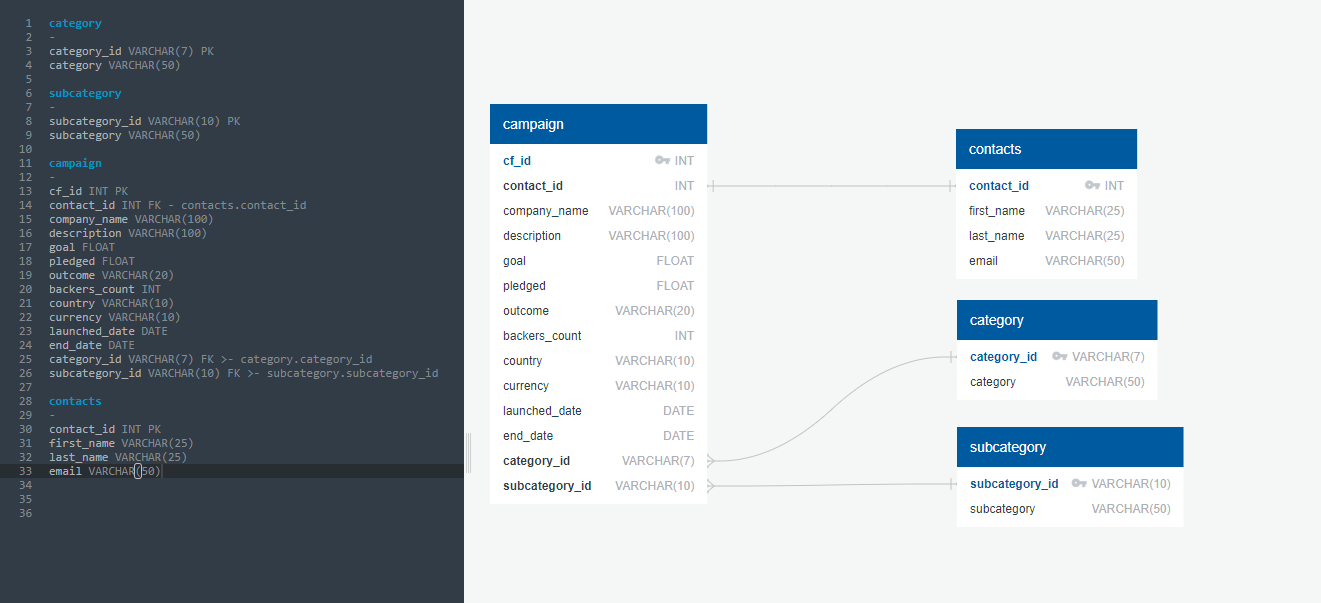 1 category
2 -
3 category_id VARCHAR(7) PK
4 category VARCHAR(50)
5
6 subcategory
7 -
8 subcategory_id VARCHAR(10) PK
9 subcategory VARCHAR(50)
10
11 campaign
12 -
13 cf_id INT PK
14 contact_id INT FK - contacts.contact_id
15 company_name VARCHAR(100)
16 description VARCHAR(100)
17 goal FLOAT
18 pledged FLOAT
19 outcome VARCHAR(20)
20 backers_count INT
21 country VARCHAR(10)
22 currency VARCHAR(10)
23 launched_date DATE
24 end_date DATE
25 category_id VARCHAR(7) FK >- category.category_id
26 subcategory_id VARCHAR(10) FK >- subcategory.subcategory_id
27
28 contacts
29 -
30 contact_id INT PK
31 first_name VARCHAR(25)
32 last_name VARCHAR(25)
33 email VARCHAR(50)
34
35
36
campaign
cf_id INT
contact_id INT
company_name VARCHAR(100)
description VARCHAR(100)
goal FLOAT
pledged FLOAT
outcome VARCHAR(20)
backers_count INT
country VARCHAR(10)
currency VARCHAR(10)
launched_date DATE
end_date DATE
category_id VARCHAR(7)
subcategory_id VARCHAR(10)
contacts
contact_id INT
first_name VARCHAR(25)
last_name VARCHAR(25)
email VARCHAR(50)
category
category_id VARCHAR(7)
category VARCHAR(50)
subcategory
subcategory_id VARCHAR(10)
subcategory VARCHAR(50)